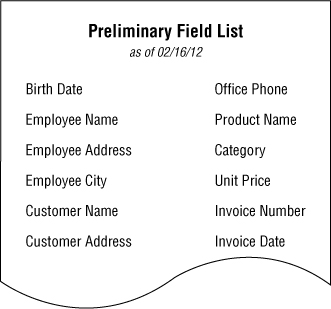 Preliminary Field List
as of 02/16/12
Birth Date
Employee Name
Employee Address
Employee City
Customer Name
Customer Address
Office Phone
Product Name
Category
Unit Price
Invoice Number
Invoice Date